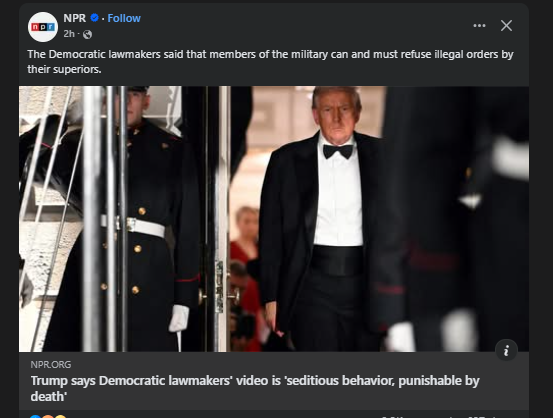 npr
NPR · Follow
2h ·
The Democratic lawmakers said that members of the military can and must refuse illegal orders by
their superiors.
NPR.ORG
Trump says Democratic lawmakers' video is 'seditious behavior, punishable by
death'